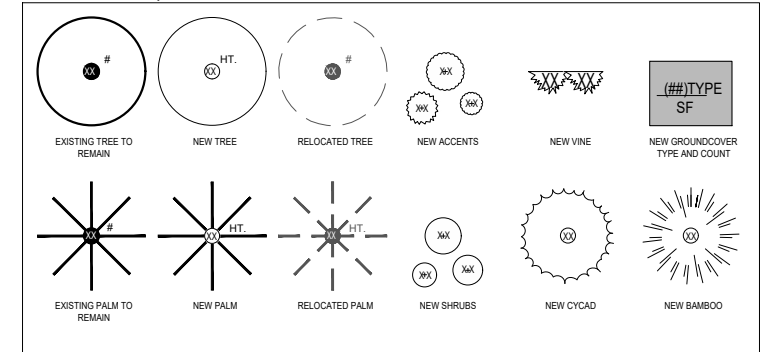 XX #
XX HT.
XX #
XX
XX
XX
XX XX
(##)TYPE
SF
EXISTING TREE TO
REMAIN
NEW TREE
RELOCATED TREE
NEW ACCENTS
NEW VINE
NEW GROUNDCOVER
TYPE AND COUNT
XX #
XX HT.
XX HT.
XX
XX
XX
XX
XX
EXISTING PALM TO
REMAIN
NEW PALM
RELOCATED PALM
NEW SHRUBS
NEW CYCAD
NEW BAMBOO